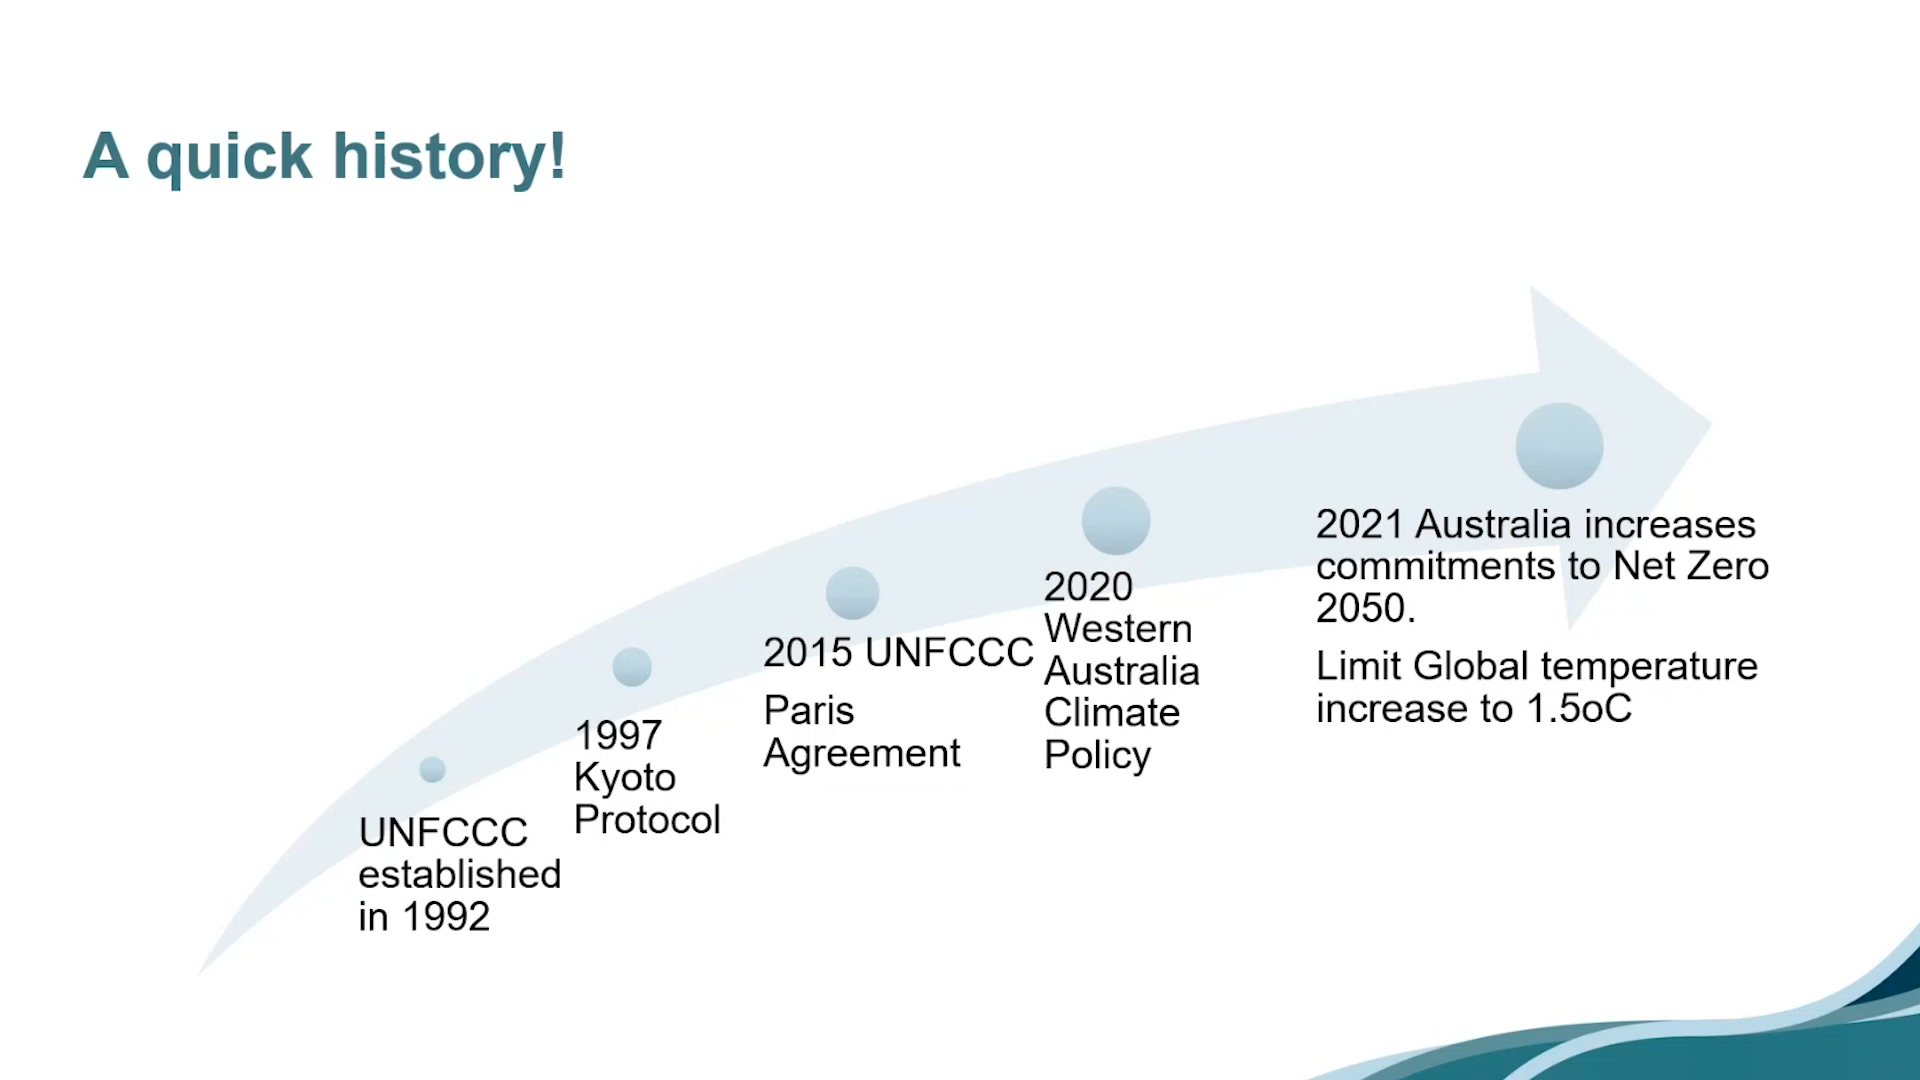 A quick history!
UNFCCC
established
in 1992
1997
Kyoto
Protocol
2015 UNFCCC
Paris
Agreement
2020
Western
Australia
Climate
Policy
2021 Australia increases
commitments to Net Zero
2050.
Limit Global temperature
increase to 1.5oC